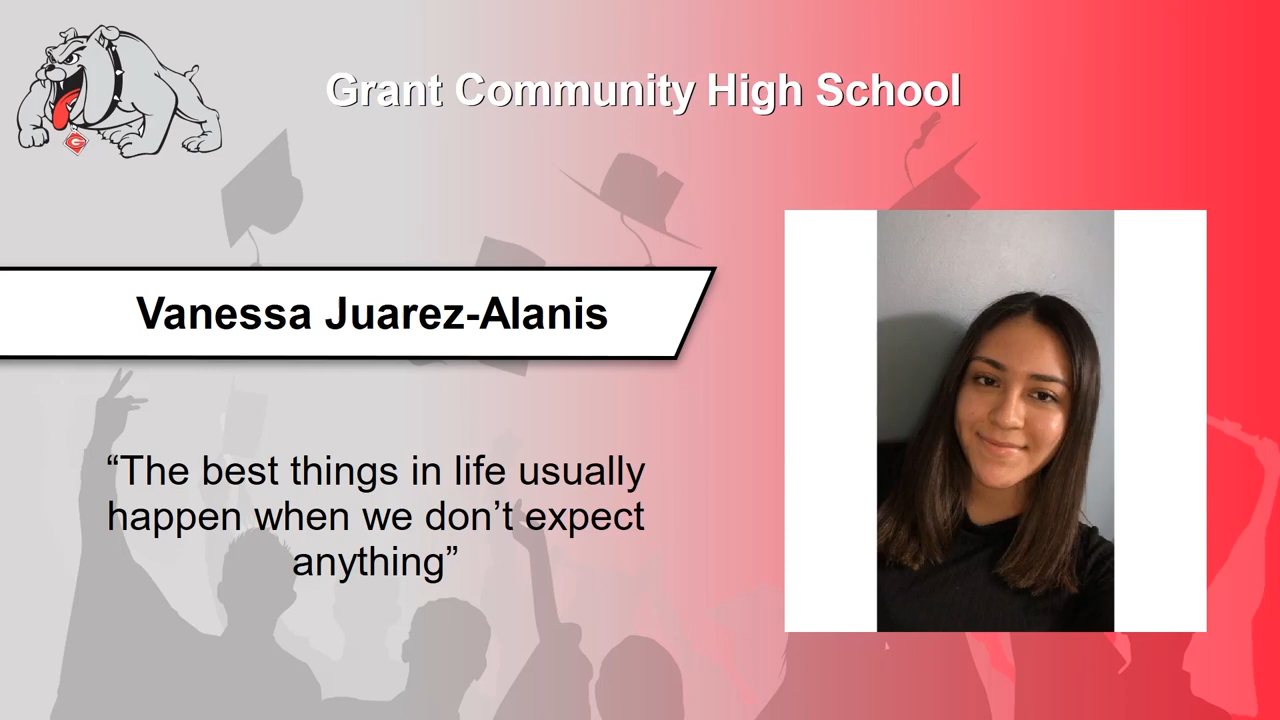 Grant Community High School
Vanessa Juarez-Alanis
“The best things in life usually
happen when we don’t expect
anything”
G